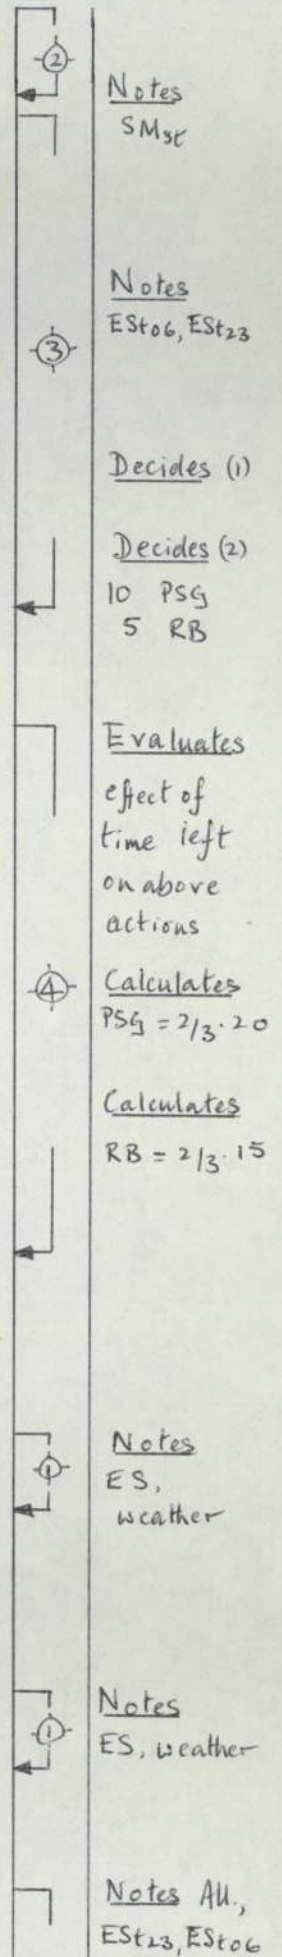 2
Notes
SMst
Notes
ESt06, ESt23
3
Decides (1)
Decides (2)
10 PSG
5 RB
Evaluates
effect of
time left
on above
actions
4
Calculates
PSG = 2/3.20
Calculates
RB = 2/3.15
Notes
1
ES,
weather
Notes
1
ES, weather
Notes All.,
ESt23, ESt06